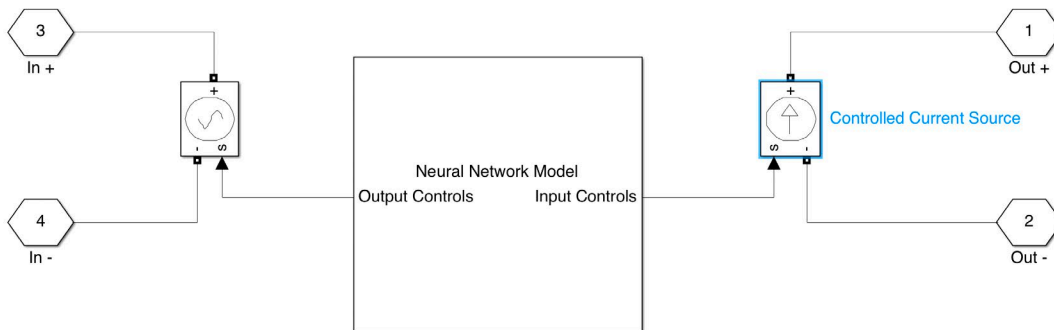 3
In +
1
Out +
+
- s
+
s -
Controlled Current Source
Neural Network Model
Output Controls
Input Controls
4
In -
2
Out -